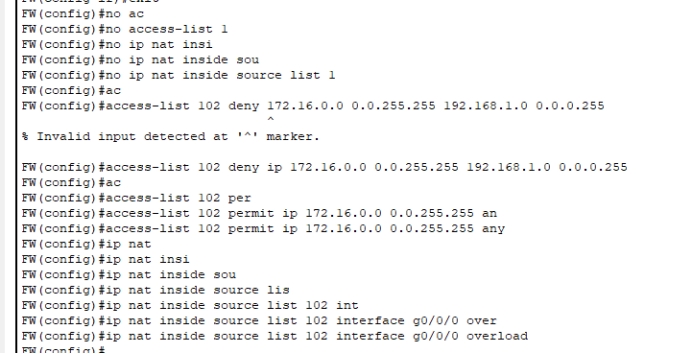 FW(config)#no ac
FW(config)#no access-list 1
FW(config)#no ip nat insi
FW(config)#no ip nat inside sou
FW(config)#no ip nat inside source list 1
FW(config)#ac
FW(config)#access-list 102 deny 172.16.0.0 0.0.255.255 192.168.1.0 0.0.0.255
^
% Invalid input detected at '^' marker.
FW(config)#access-list 102 deny ip 172.16.0.0 0.0.255.255 192.168.1.0 0.0.0.255
FW(config)#ac
FW(config)#access-list 102 per
FW(config)#access-list 102 permit ip 172.16.0.0 0.0.255.255 an
FW(config)#access-list 102 permit ip 172.16.0.0 0.0.255.255 any
FW(config)#ip nat
FW(config)#ip nat insi
FW(config)#ip nat inside sou
FW(config)#ip nat inside source lis
FW(config)#ip nat inside source list 102 int
FW(config)#ip nat inside source list 102 interface g0/0/0 over
FW(config)#ip nat inside source list 102 interface g0/0/0 overload
FW(config)#